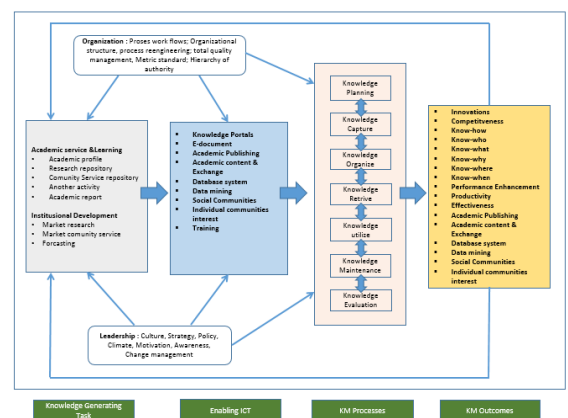 Organization : Proses work flows; Organizational
structure, process reengineering; total quality
management, Metric standard; Hierarchy of
authority
Academic service &Learning
• Academic profile
• Research repository
• Comunity Service repository
• Another activity
• Academic report
Institutional Development
• Market research
• Market comunity service
• Forcasting
Knowledge Portals
E-document
Academic Publishing
Academic content &
Exchange
Database system
Data mining
Social Communities
Individual communities
interest
Training
Knowledge
Planning
Knowledge
Capture
Knowledge
Organise
Knowledge
Retrive
Knowledge
utilise
Knowledge
Maintenance
Knowledge
Evaluation
Innovations
Competitveness
Know-how
Know-who
Know-what
Know-why
Know-where
Know-when
Performance Enhancement
Productivity
Effectiveness
Academic Publishing
Academic content &
Exchange
Database system
Data mining
Social Communities
Individual communities
interest
Leadership : Culture, Strategy, Policy,
Climate, Motivation, Awareness,
Change management
Knowledge Generating
Task
Enabling ICT
KM Processes
KM Outcomes